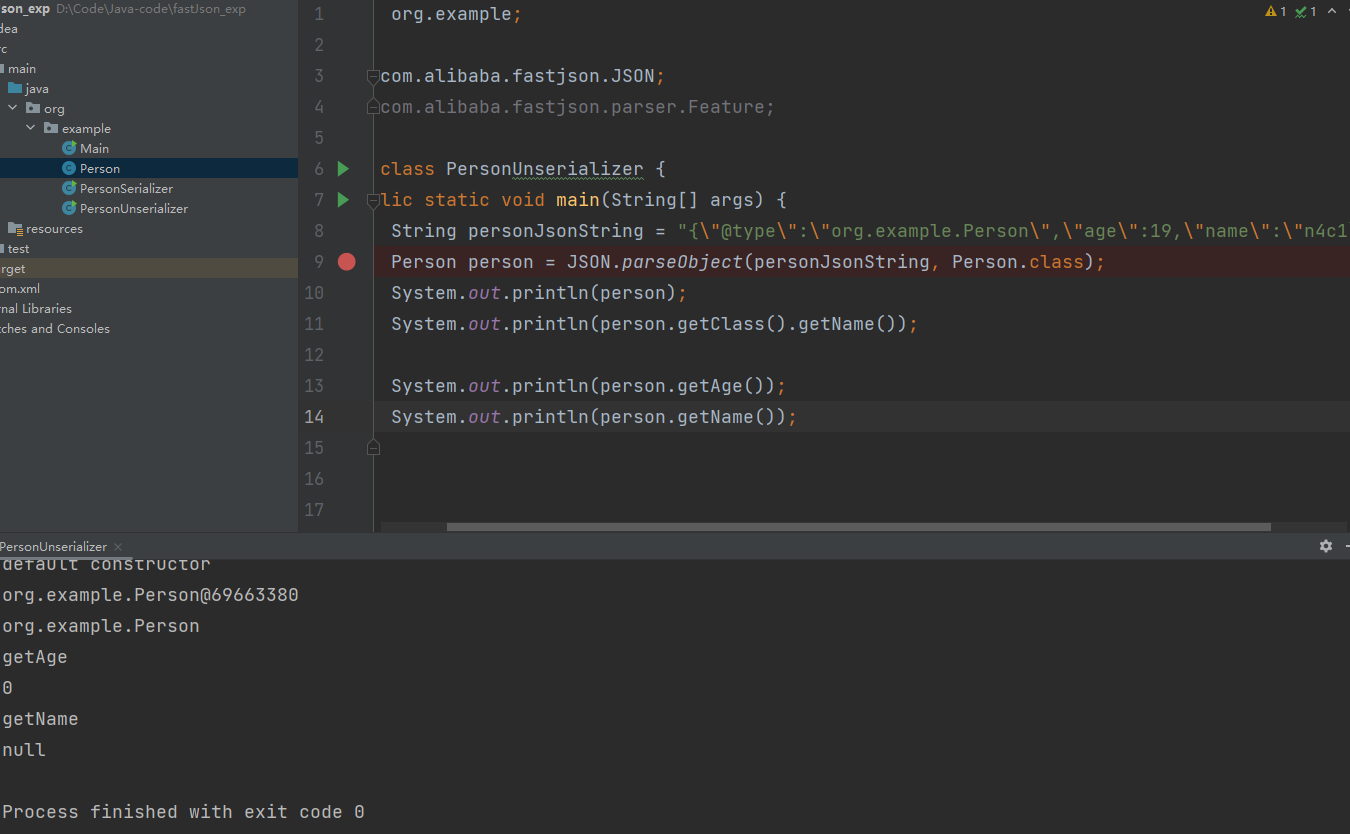 son_exp D:\Code\Java-code\fastJson_exp
dea
rc
main
java
org
example
Main
Person
PersonSerializer
PersonUnserializer
resources
test
rget
om.xml
nal Libraries
tches and Consoles
1 org.example;
2
3 com.alibaba.fastjson.JSON;
4 com.alibaba.fastjson.parser.Feature;
5
6 class PersonUnserializer {
7 lic static void main(String[] args) {
8 String personJsonString = "{\"@type\":\"org.example.Person\",\"age\":19,\"name\":\"n4c1
9 Person person = JSON.parseObject(personJsonString, Person.class);
10 System.out.println(person);
11 System.out.println(person.getClass().getName());
12
13 System.out.println(person.getAge());
14 System.out.println(person.getName());
15
16
17
1 1
PersonUnserializer
default constructor
org.example.Person@69663380
org.example.Person
getAge
0
getName
null
Process finished with exit code 0